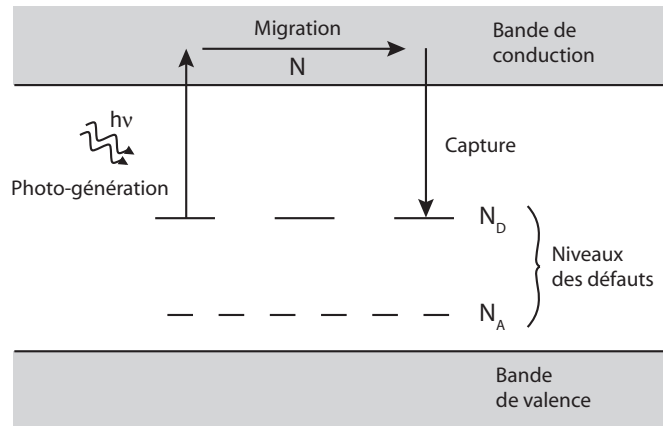 Migration
N
Bande de
conduction
hν
Photo-génération
Capture
N_D
Niveaux
des défauts
N_A
Bande
de valence